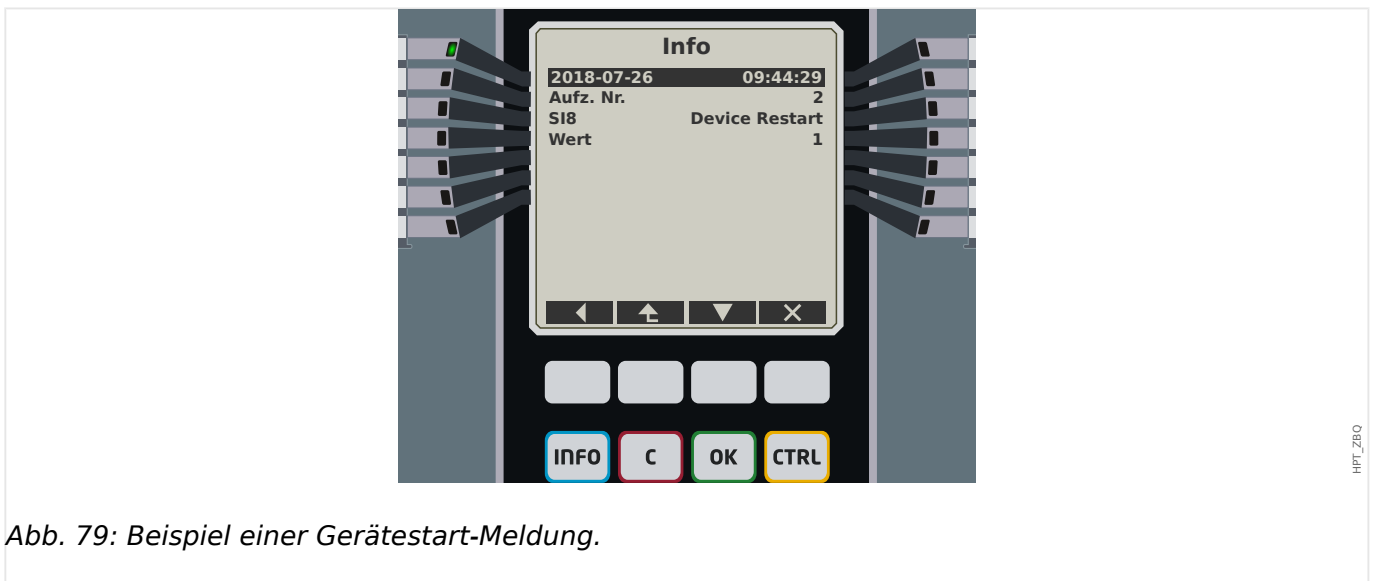 Info
2018-07-26 09:44:29
Aufz. Nr. 2
SI8 Device Restart
Wert 1
INFO C OK CTRL
HPT_ZBQ
Abb. 79: Beispiel einer Gerätestart-Meldung.